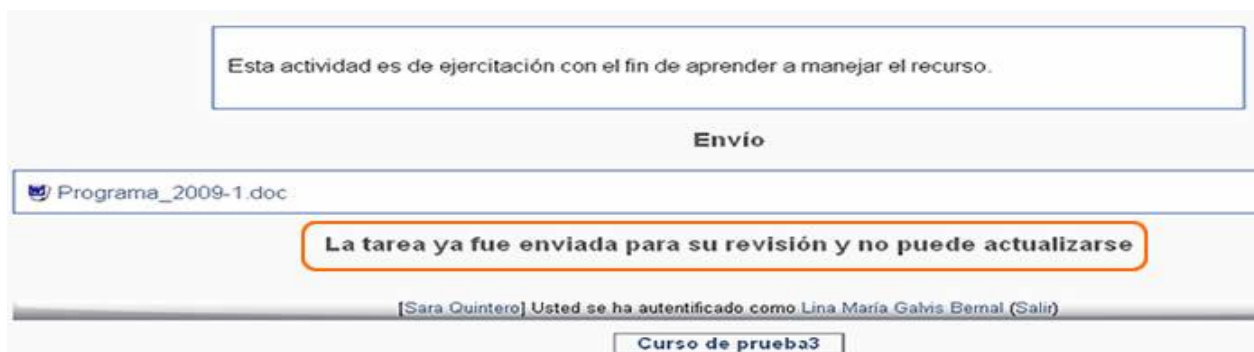 Esta actividad es de ejercitación con el fin de aprender a manejar el recurso.
Envío
Programa_2009-1.doc
La tarea ya fue enviada para su revisión y no puede actualizarse
[Sara Quintero] Usted se ha autentificado como Lina María Galvis Bernal (Salir)
Curso de prueba3